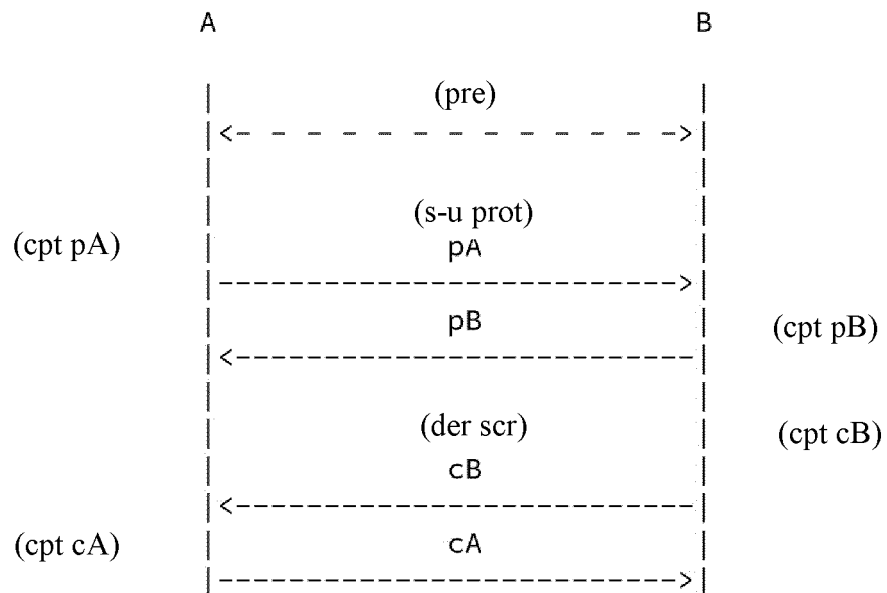 A B
(pre)
(s-u prot)
(cpt pA) pA
pB (cpt pB)
(der scr) (cpt cB)
cB
(cpt cA) cA